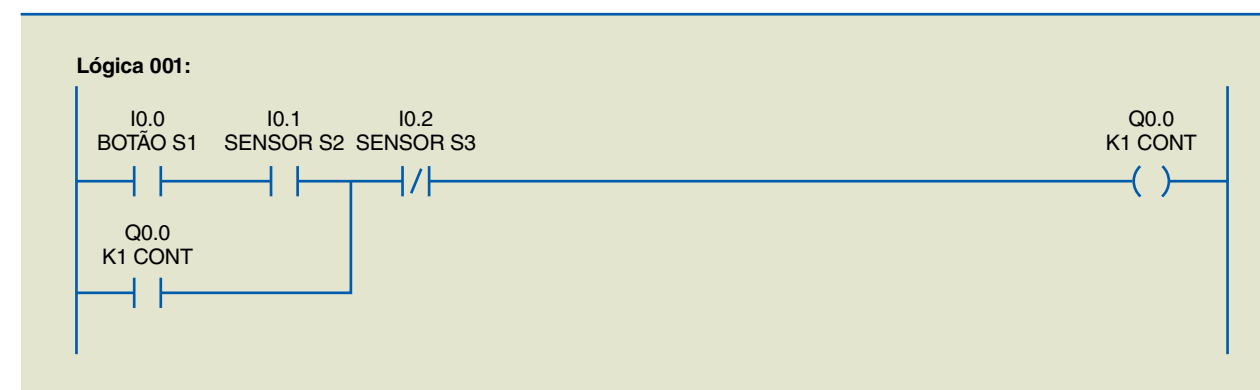 Lógica 001:
I0.0 I0.1 I0.2 Q0.0
BOTÃO S1 SENSOR S2 SENSOR S3 K1 CONT
Q0.0
K1 CONT